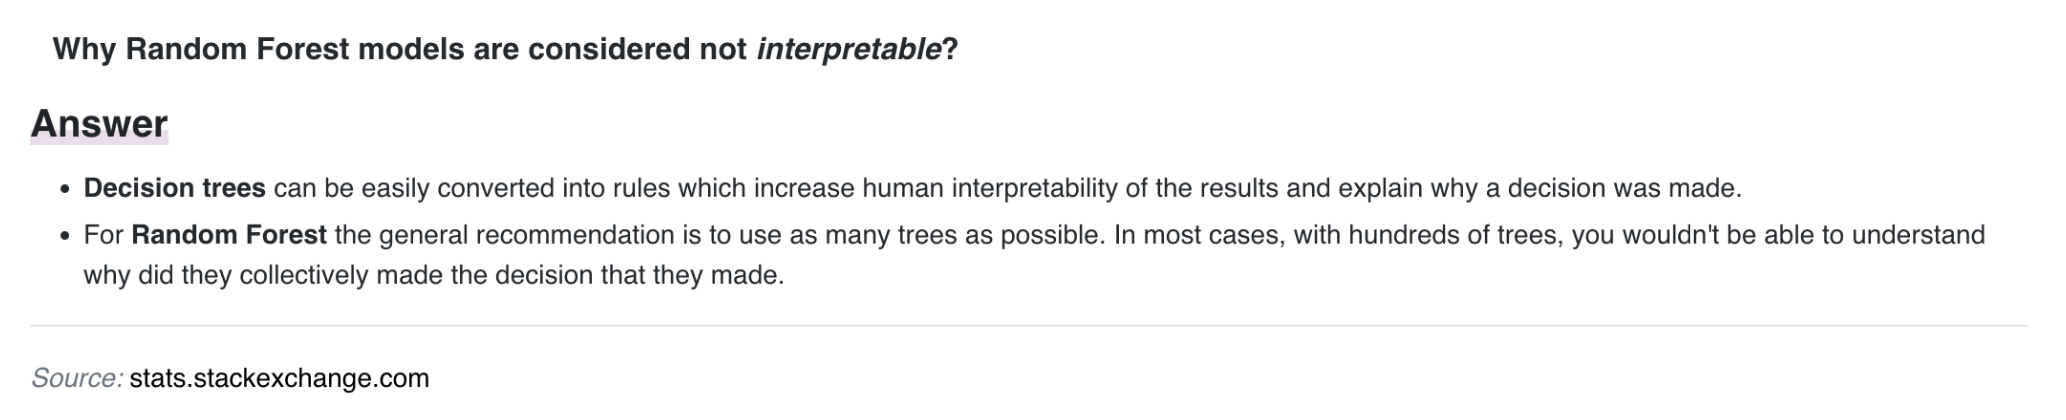 Why Random Forest models are considered not interpretable?
Answer
• Decision trees can be easily converted into rules which increase human interpretability of the results and explain why a decision was made.
• For Random Forest the general recommendation is to use as many trees as possible. In most cases, with hundreds of trees, you wouldn't be able to understand
why did they collectively made the decision that they made.
Source: stats.stackexchange.com